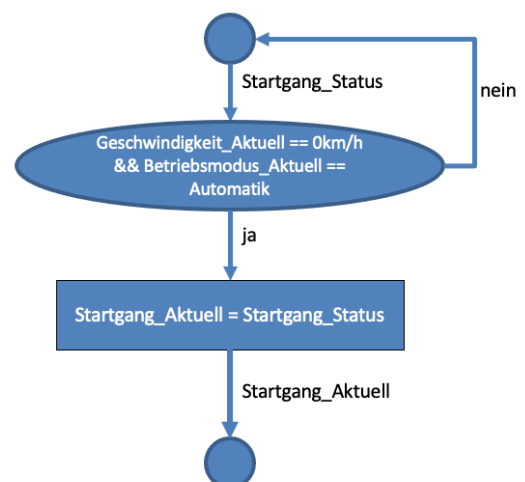 Startgang_Status
nein
Geschwindigkeit_Aktuell == 0km/h
&& Betriebsmodus_Aktuell ==
Automatik
ja
Startgang_Aktuell = Startgang_Status
Startgang_Aktuell